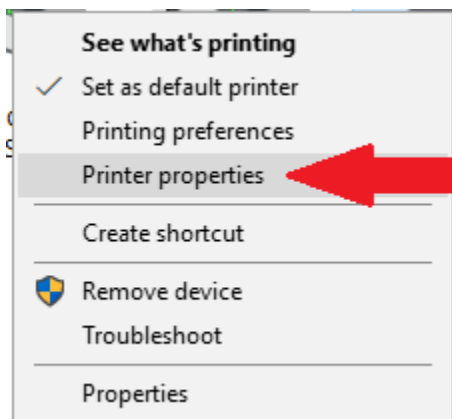 See what's printing
Set as default printer
Printing preferences
Printer properties
Create shortcut
Remove device
Troubleshoot
Properties